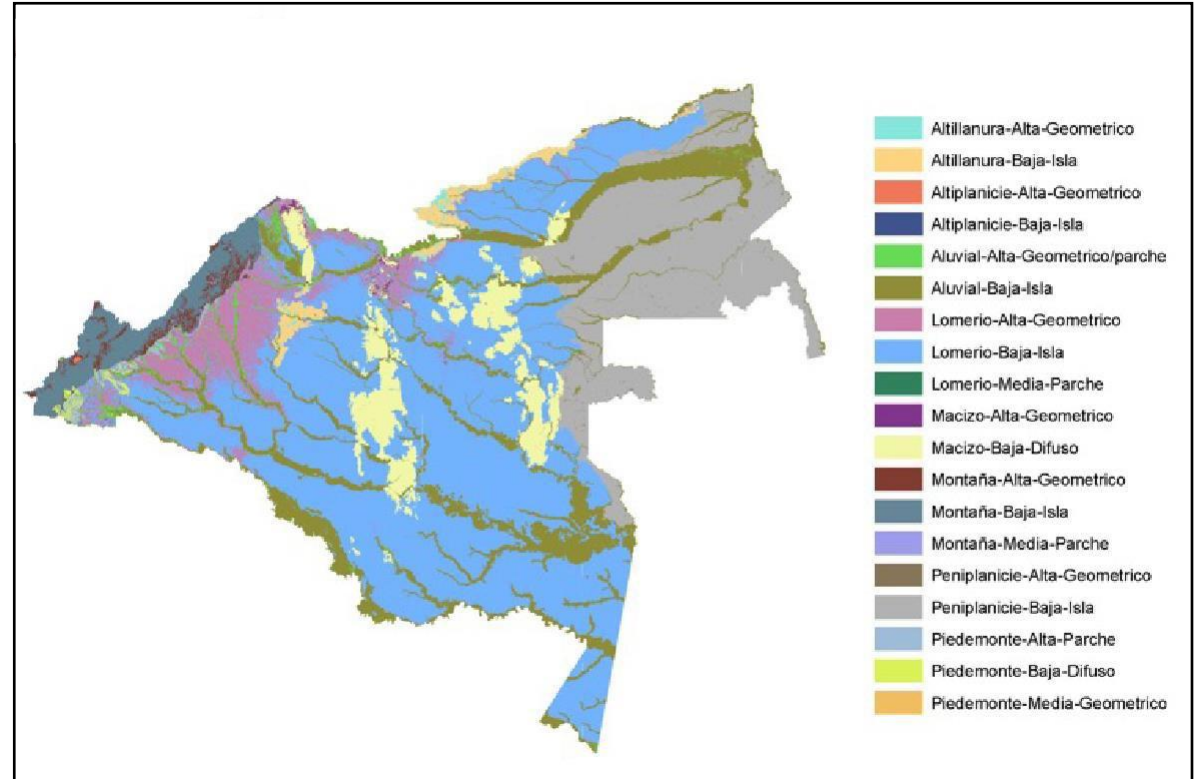 Altillanura-Alta-Geometrico
Altillanura-Baja-Isla
Altiplanicie-Alta-Geometrico
Altiplanicie-Baja-Isla
Aluvial-Alta-Geometrico/parche
Aluvial-Baja-Isla
Lomerio-Alta-Geometrico
Lomerio-Baja-Isla
Lomerio-Media-Parche
Macizo-Alta-Geometrico
Macizo-Baja-Difuso
Montaña-Alta-Geometrico
Montaña-Baja-Isla
Montaña-Media-Parche
Peniplanicie-Alta-Geometrico
Peniplanicie-Baja-Isla
Piedemonte-Alta-Parche
Piedemonte-Baja-Difuso
Piedemonte-Media-Geometrico